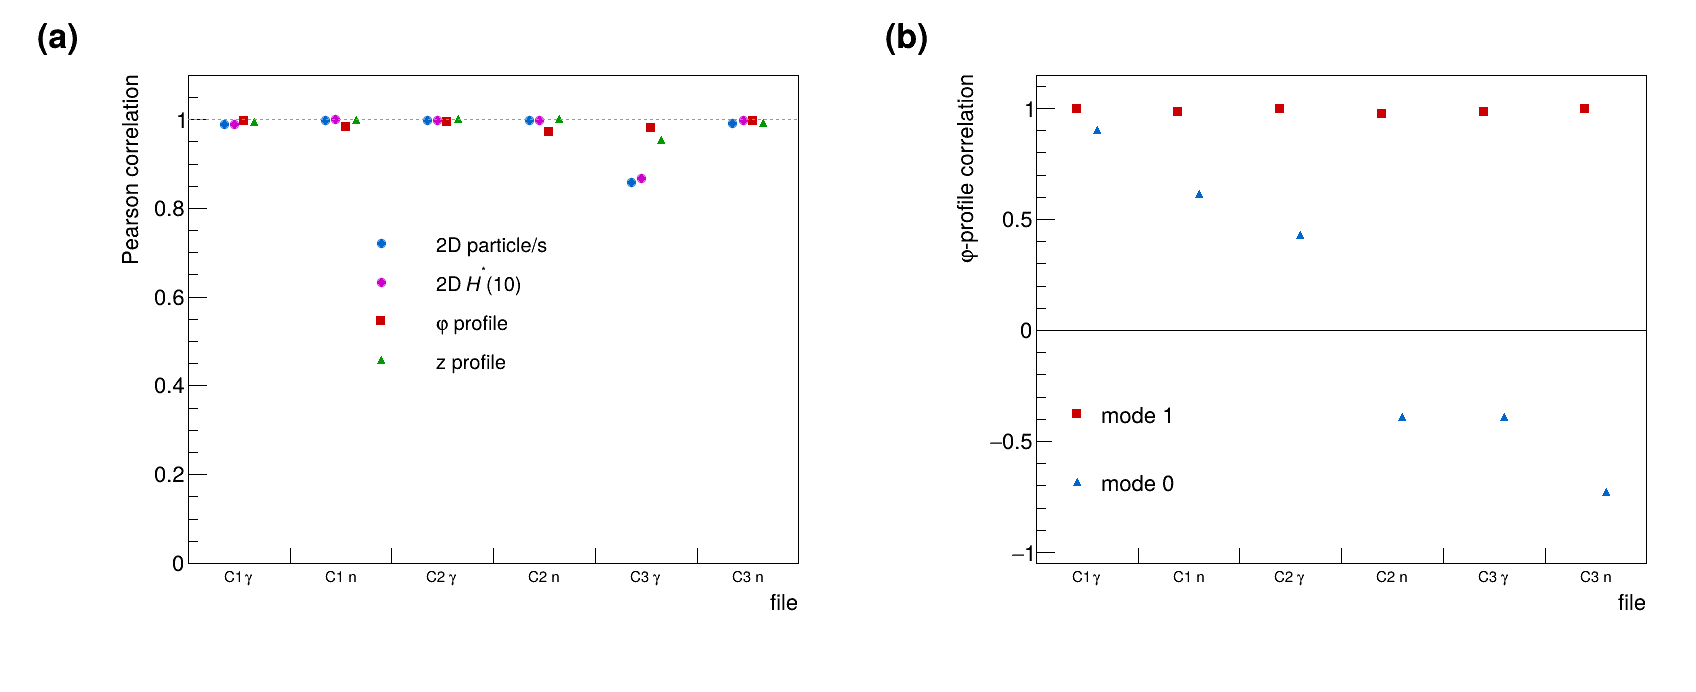 (a)
Pearson correlation
1
0.8
0.6
0.4
0.2
0
2D particle/s
2D H*(10)
φ profile
z profile
C1 γ
C1 n
C2 γ
C2 n
C3 γ
C3 n
file
(b)
φ-profile correlation
1
0.5
0
−0.5
−1
mode 1
mode 0
C1 γ
C1 n
C2 γ
C2 n
C3 γ
C3 n
file